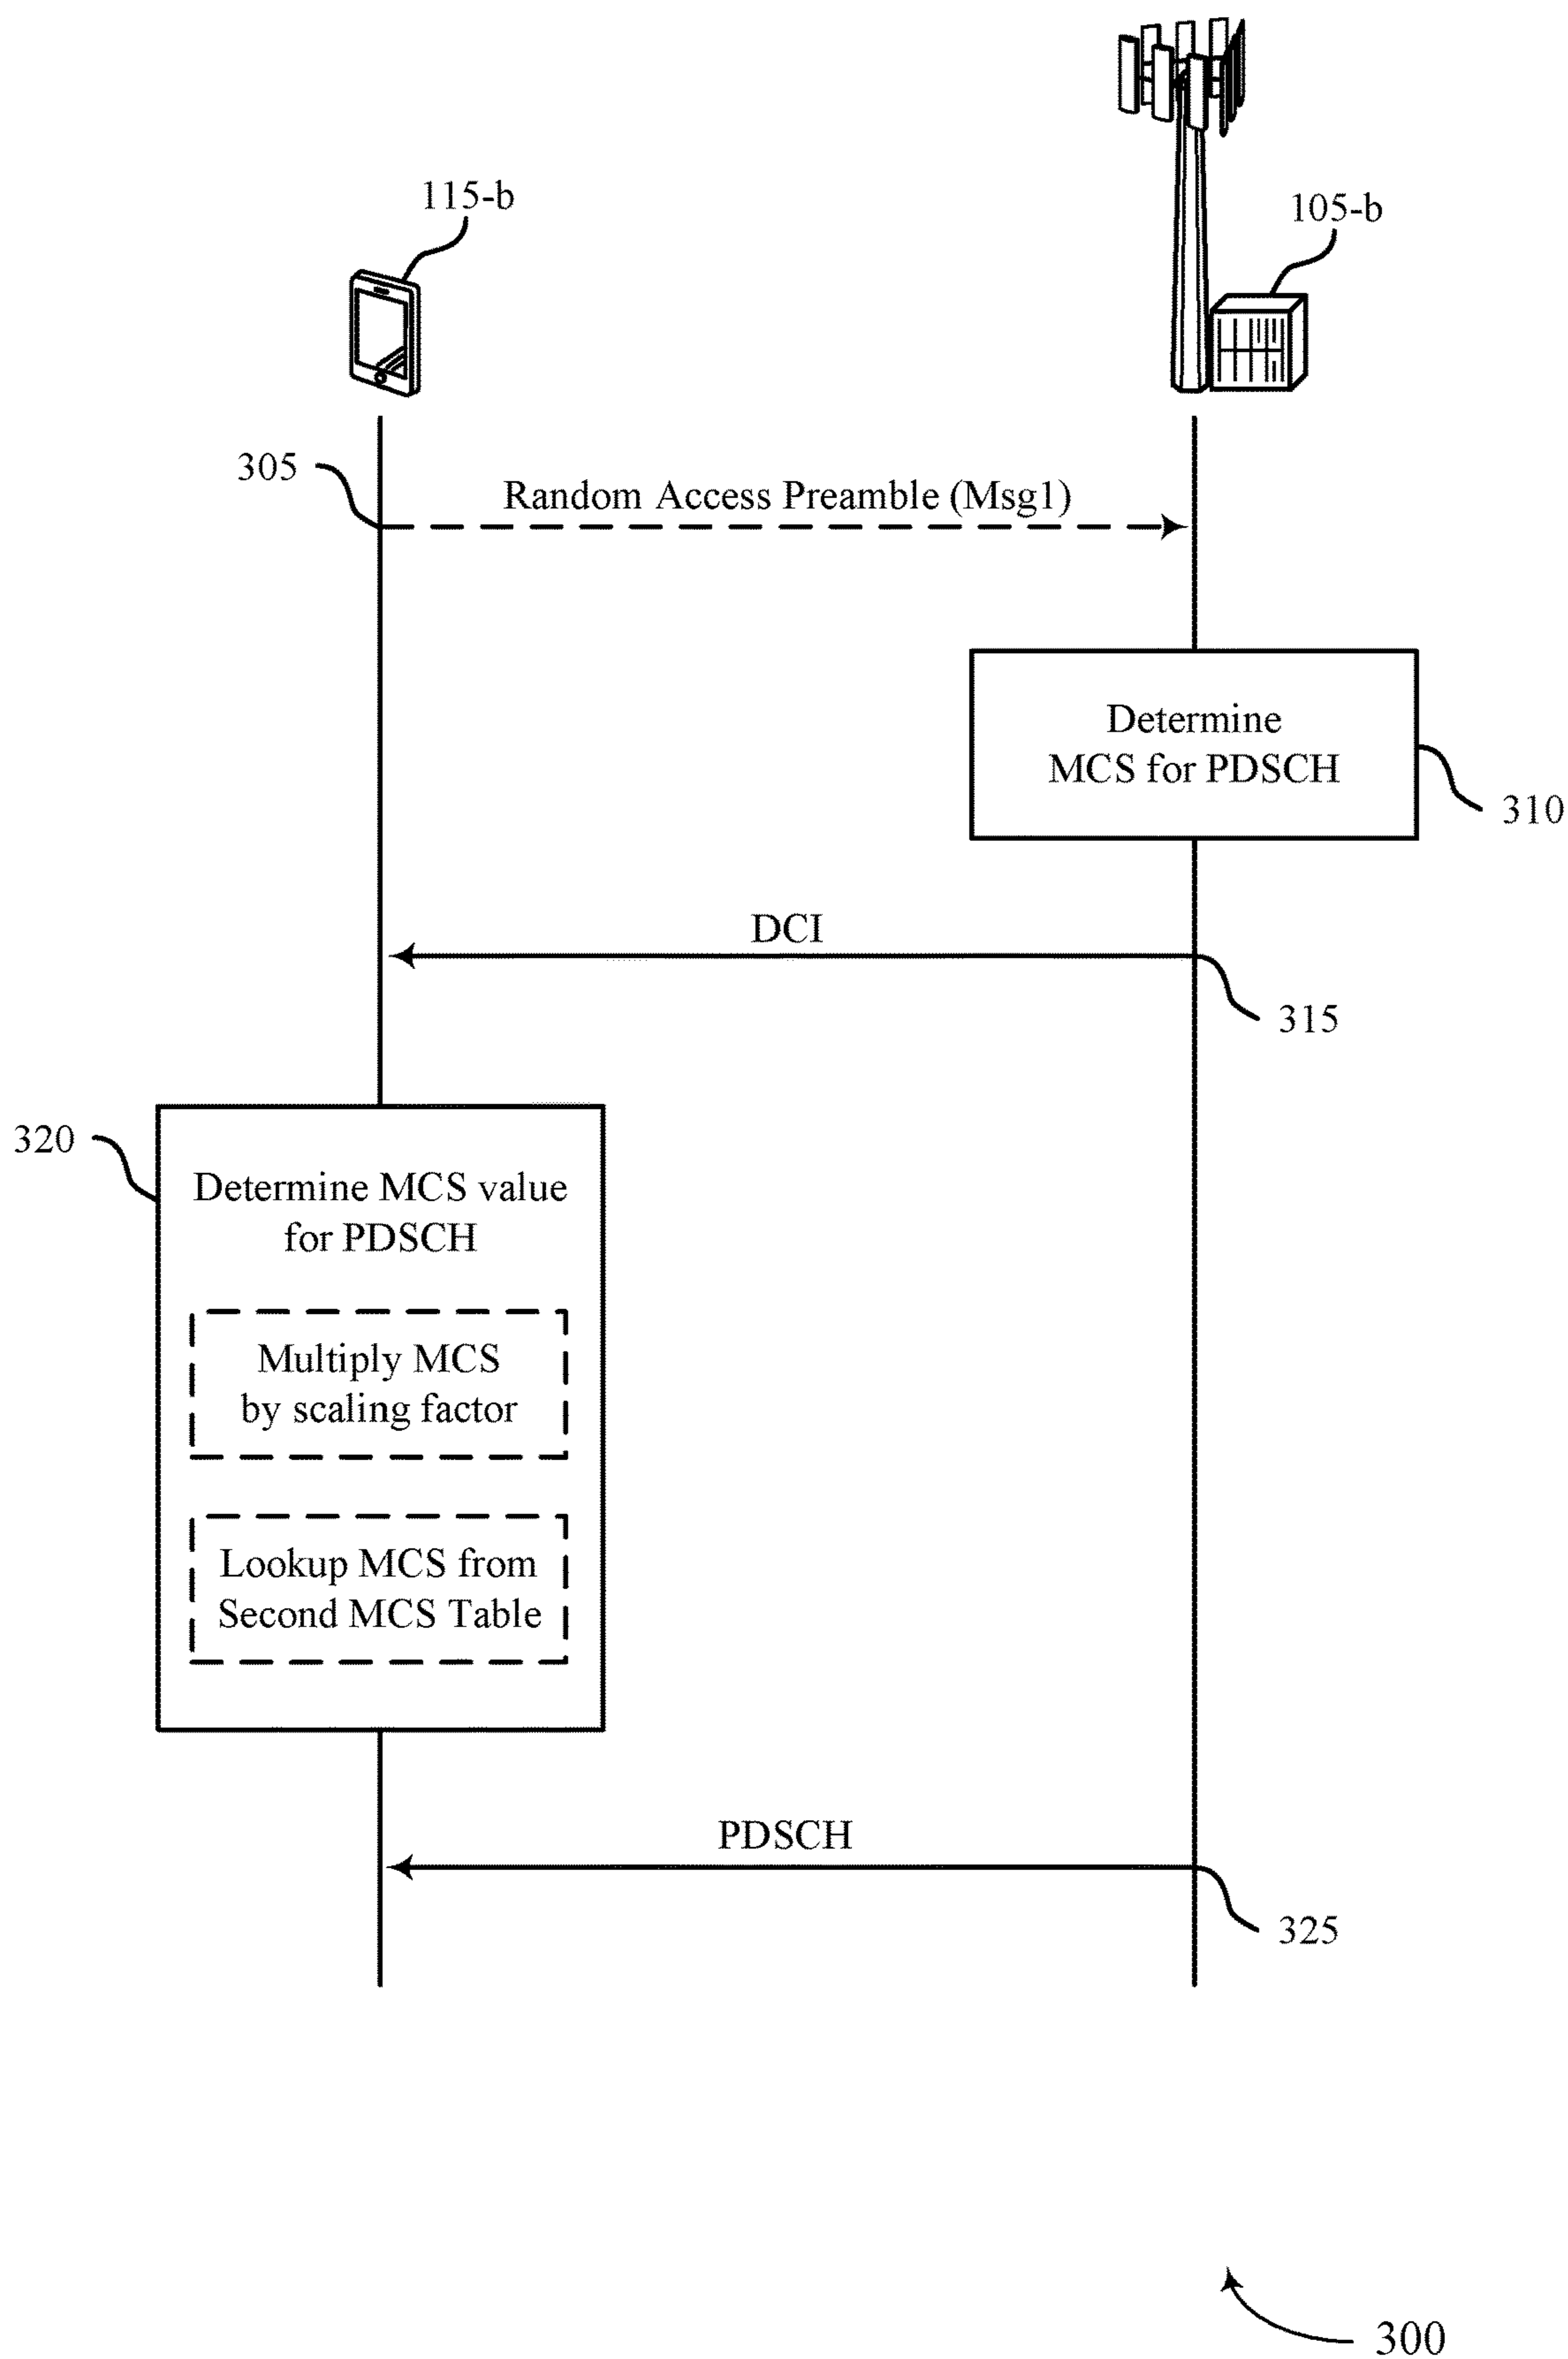 115-b
105-b
305
Random Access Preamble (Msg1)
Determine
MCS for PDSCH
310
DCI
315
320
Determine MCS value
for PDSCH
Multiply MCS
by scaling factor
Lookup MCS from
Second MCS Table
PDSCH
325
300